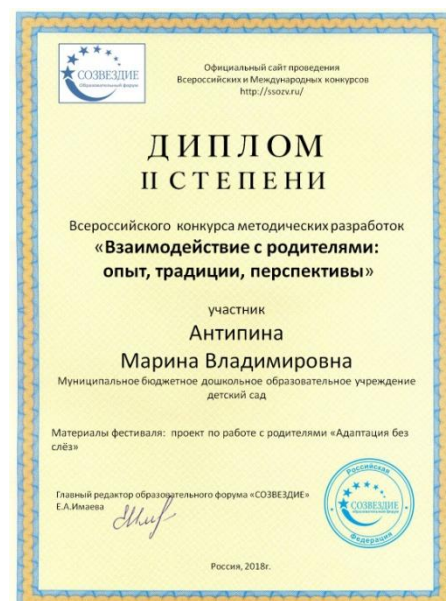 СОЗВЕЗДИЕ
Образовательный форум
Официальный сайт проведения
Всероссийских и Международных конкурсов
http://ssozv.ru/
ДИПЛОМ
II СТЕПЕНИ
Всероссийского конкурса методических разработок
«Взаимодействие с родителями:
опыт, традиции, перспективы»
участник
Антипина
Марина Владимировна
Муниципальное бюджетное дошкольное образовательное учреждение
детский сад
Материалы фестиваля: проект по работе с родителями «Адаптация без
слёз»
Главный редактор образовательного форума «СОЗВЕЗДИЕ»
Е.А.Имаева
Российская
СОЗВЕЗДИЕ
Образовательный форум
Федерация
Россия, 2018г.